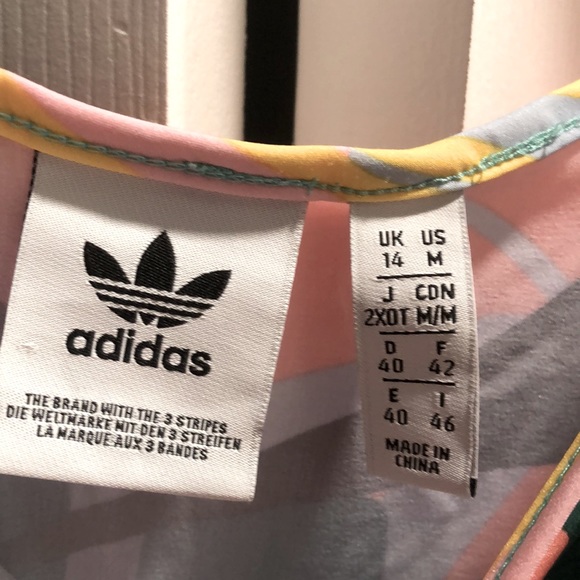 adidas
THE BRAND WITH THE 3 STRIPES
DIE WELTMARKE MIT DEN 3 STREIFEN
LA MARQUE AUX 3 BANDES
UK US
14 M
J CDN
2XOT M/M
D F
40 42
E I
40 46
MADE IN
CHINA